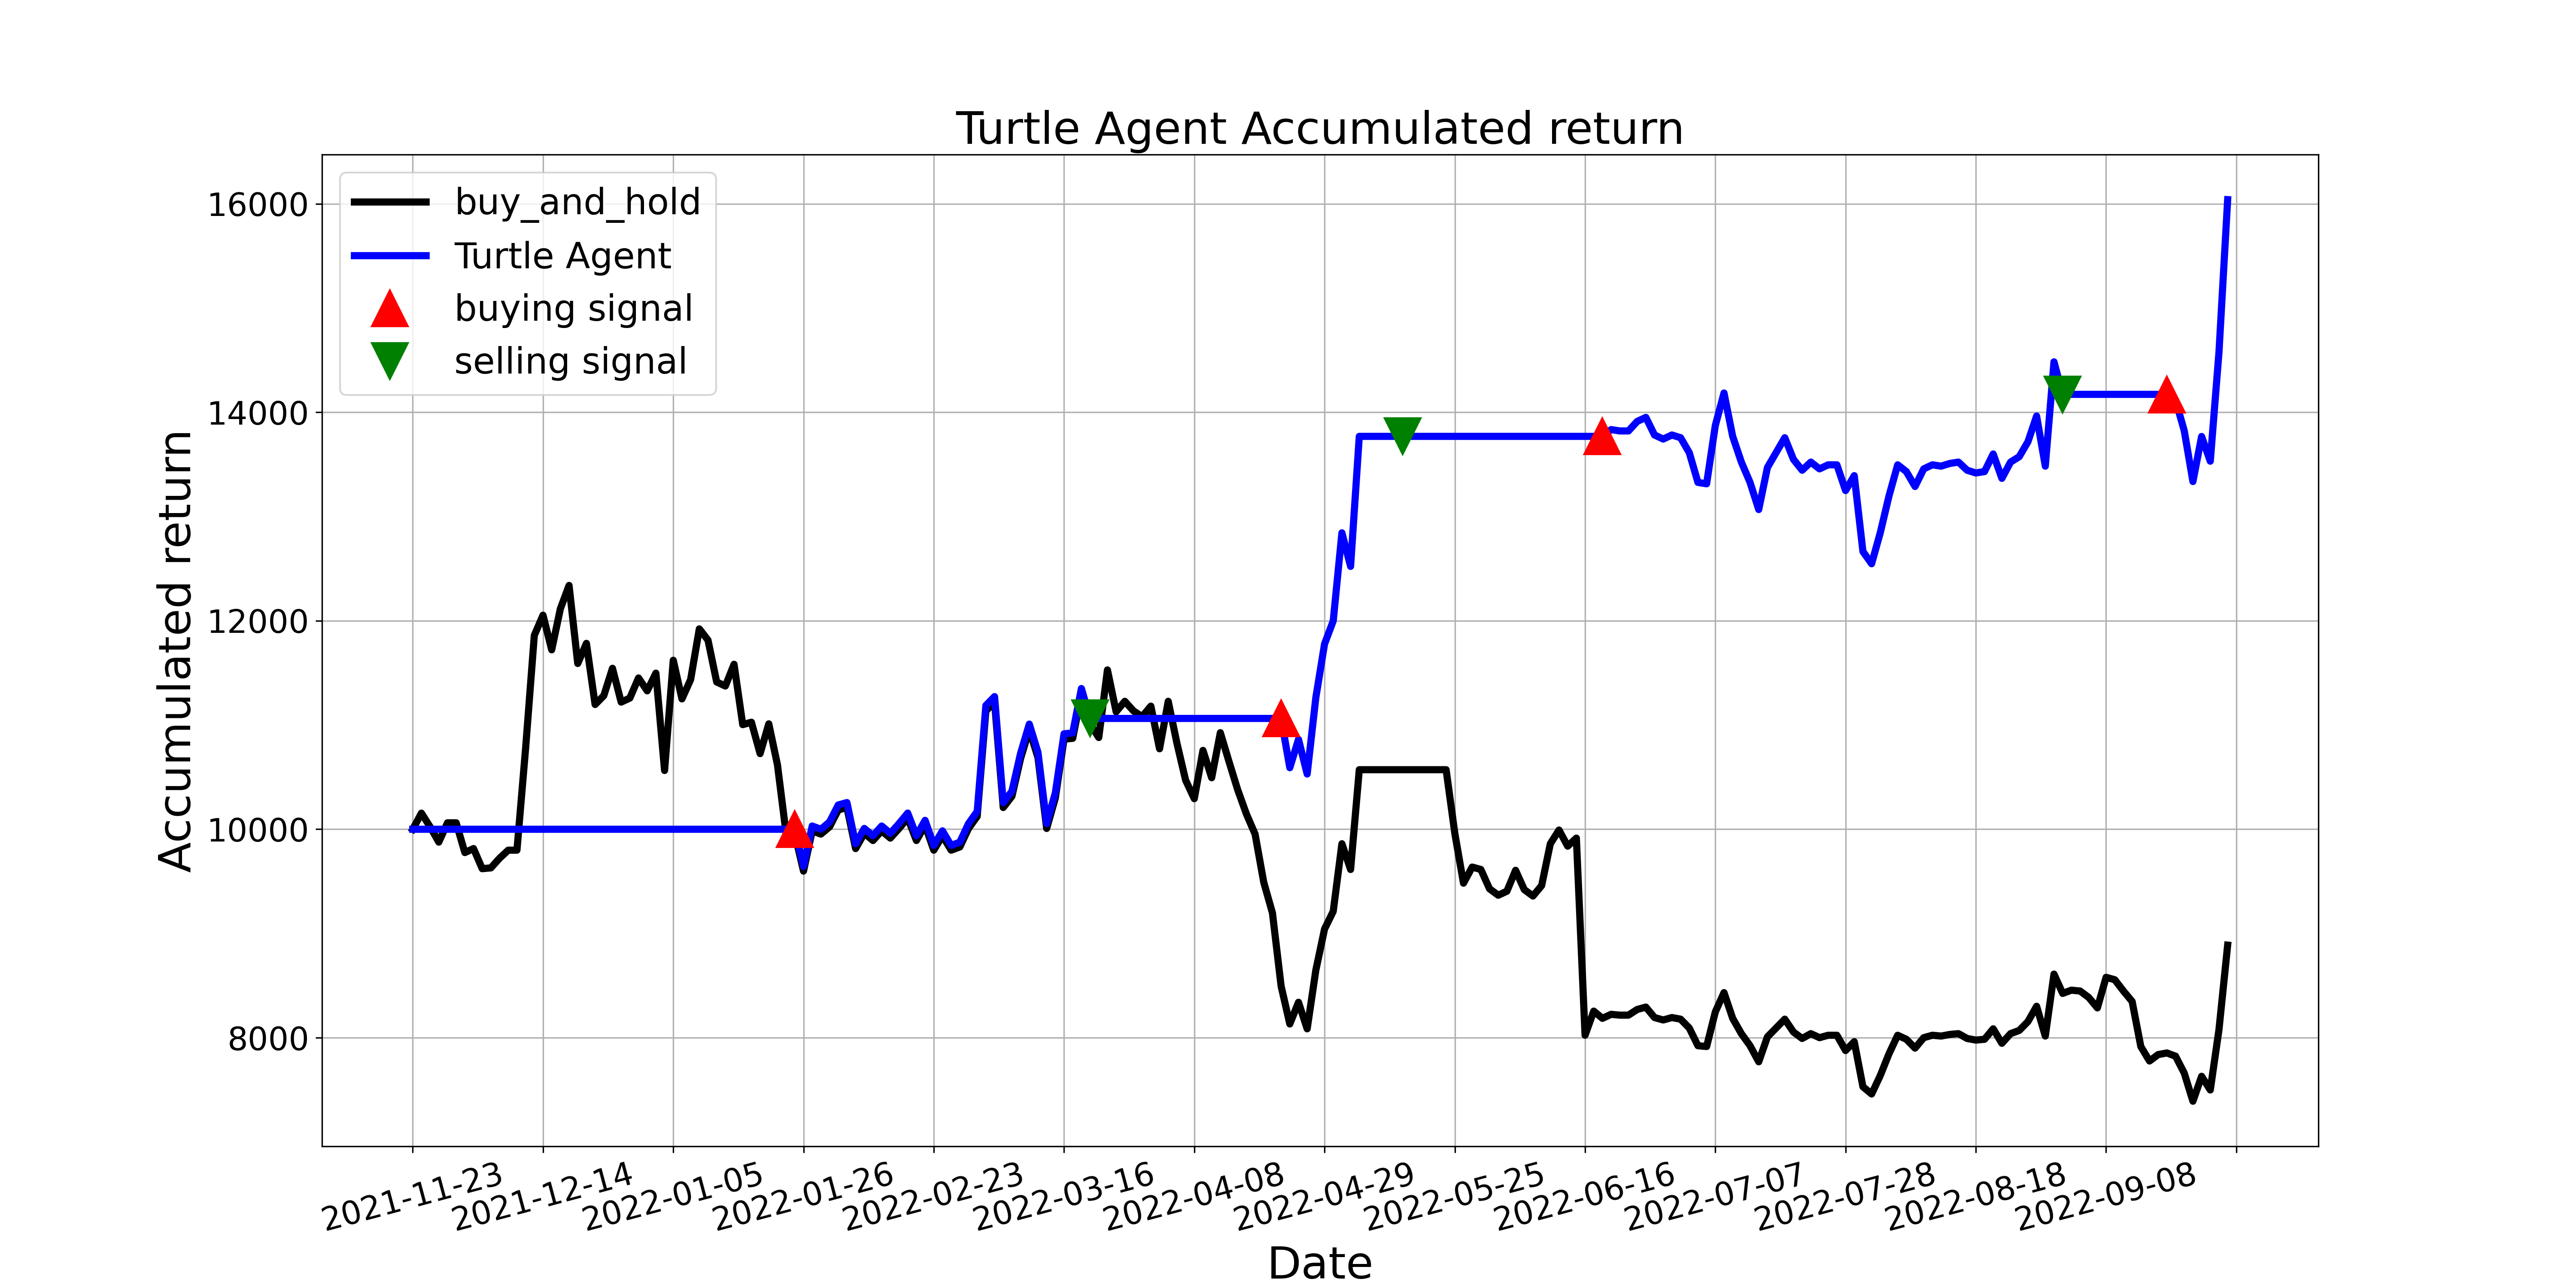 Turtle Agent Accumulated return
buy_and_hold
Turtle Agent
buying signal
selling signal
Accumulated return
16000
14000
12000
10000
8000
2021-11-23
2021-12-14
2022-01-05
2022-01-26
2022-02-23
2022-03-16
2022-04-08
2022-04-29
2022-05-25
2022-06-16
2022-07-07
2022-07-28
2022-08-18
2022-09-08
Date